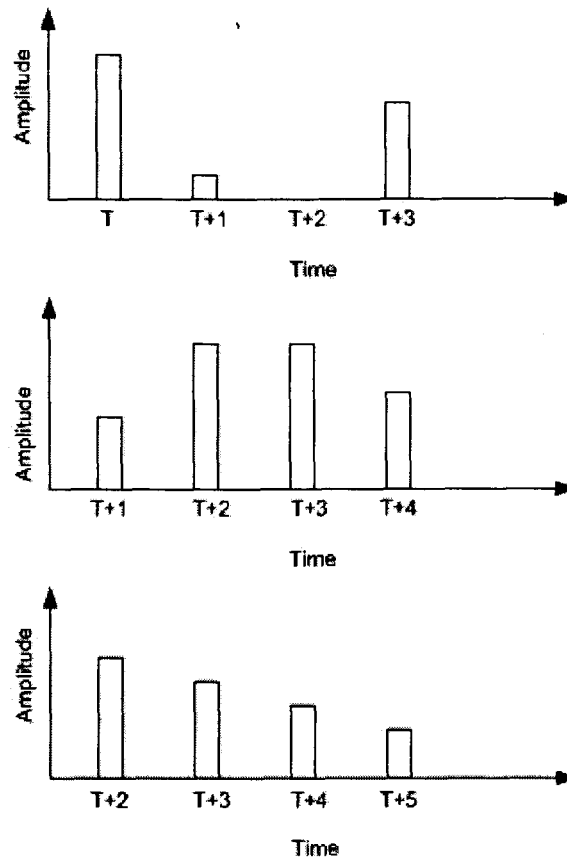 Amplitude
T T+1 T+2 T+3
Time
Amplitude
T+1 T+2 T+3 T+4
Time
Amplitude
T+2 T+3 T+4 T+5
Time